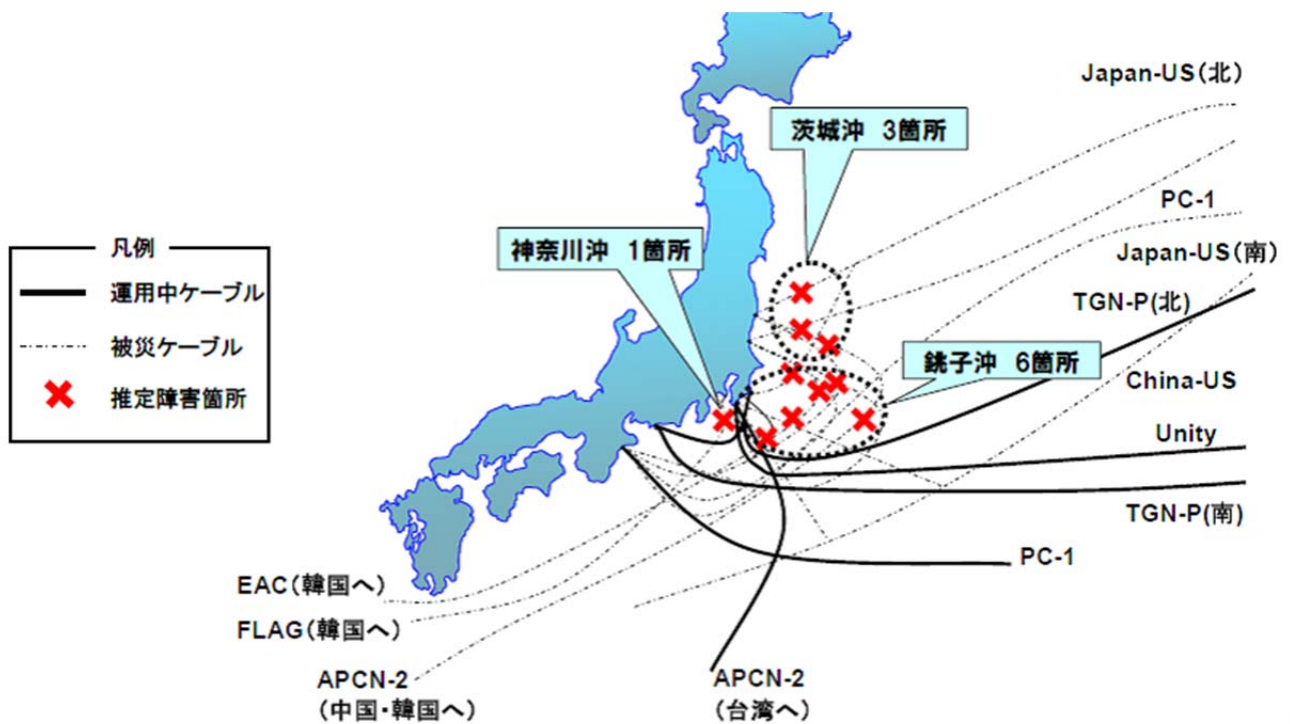 Japan-US(北)
茨城沖 3箇所
PC-1
神奈川沖 1箇所
Japan-US(南)
凡例
運用中ケーブル
被災ケーブル
推定障害箇所
TGN-P(北)
銚子沖 6箇所
China-US
Unity
TGN-P(南)
PC-1
EAC(韓国へ)
FLAG(韓国へ)
APCN-2
(中国・韓国へ)
APCN-2
(台湾へ)